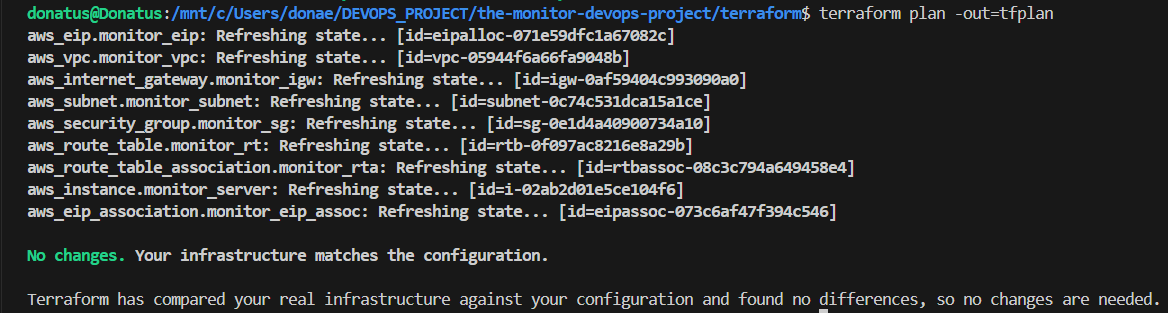 donatus@Donatus:/mnt/c/Users/donae/DEVOPS_PROJECT/the-monitor-devops-project/terraform$ terraform plan -out=tfplan
aws_eip.monitor_eip: Refreshing state... [id=eipalloc-071e59dfc1a67082c]
aws_vpc.monitor_vpc: Refreshing state... [id=vpc-05944f6a66fa9048b]
aws_internet_gateway.monitor_igw: Refreshing state... [id=igw-0af59404c993090a0]
aws_subnet.monitor_subnet: Refreshing state... [id=subnet-0c74c531dca15a1ce]
aws_security_group.monitor_sg: Refreshing state... [id=sg-0e1d4a40900734a10]
aws_route_table.monitor_rt: Refreshing state... [id=rtb-0f097ac8216e8a29b]
aws_route_table_association.monitor_rta: Refreshing state... [id=rtbassoc-08c3c794a649458e4]
aws_instance.monitor_server: Refreshing state... [id=i-02ab2d01e5ce104f6]
aws_eip_association.monitor_eip_assoc: Refreshing state... [id=eipassoc-073c6af47f394c546]
No changes. Your infrastructure matches the configuration.
Terraform has compared your real infrastructure against your configuration and found no differences, so no changes are needed.